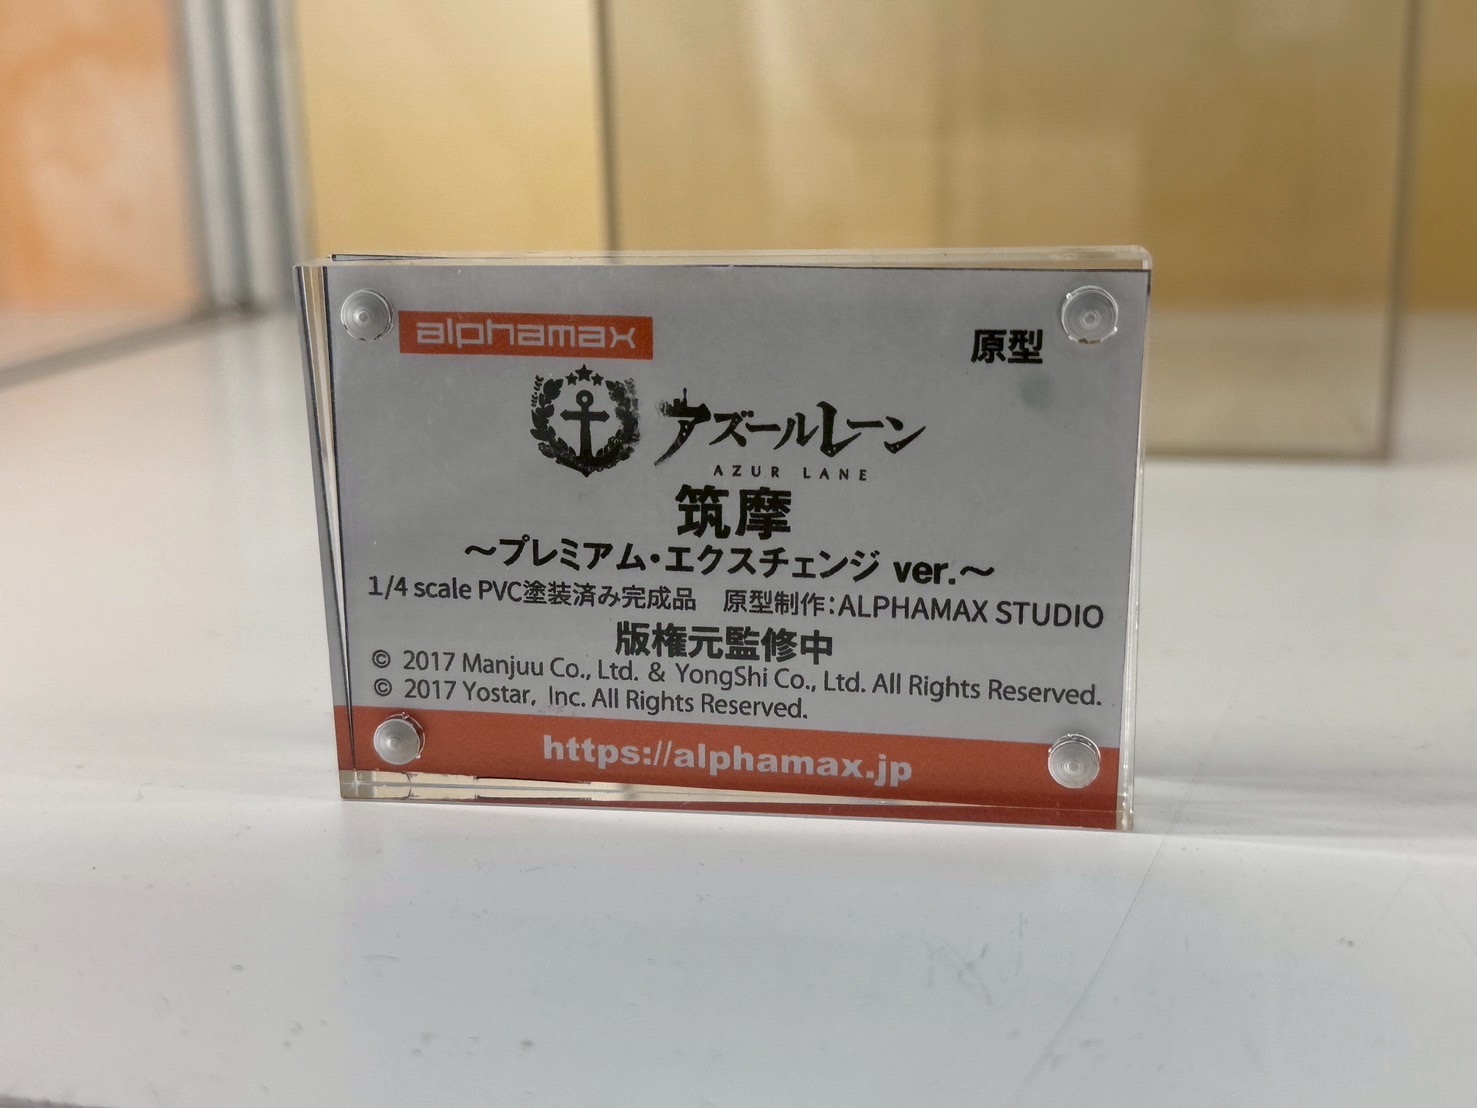 alphamax
原型
アズールレーン
AZUR LANE
筑摩
～プレミアム・エクスチェンジ ver.～
1/4 scale PVC塗装済み完成品　原型制作：ALPHAMAX STUDIO
版権元監修中
© 2017 Manjuu Co., Ltd. & YongShi Co., Ltd. All Rights Reserved.
© 2017 Yostar, Inc. All Rights Reserved.
https://alphamax.jp